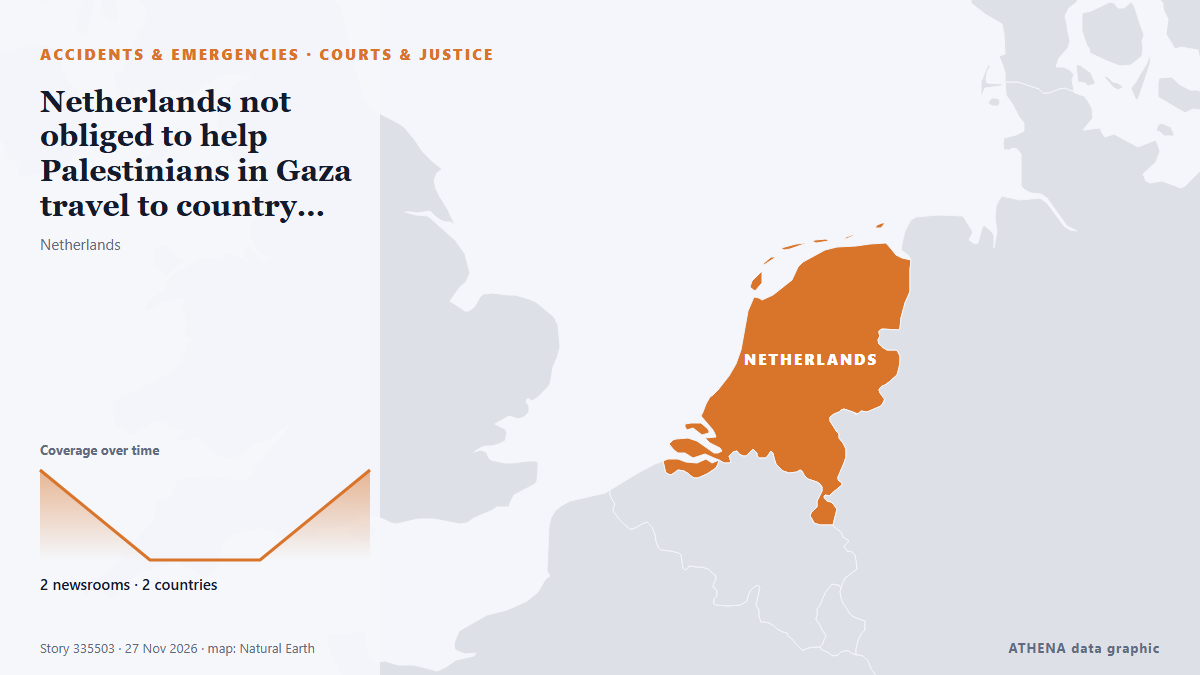 ACCIDENTS & EMERGENCIES · COURTS & JUSTICE
Netherlands not
obliged to help
Palestinians in Gaza
travel to country...
Netherlands
NETHERLANDS
Coverage over time
2 newsrooms · 2 countries
Story 335503 · 27 Nov 2026 · map: Natural Earth
ATHENA data graphic